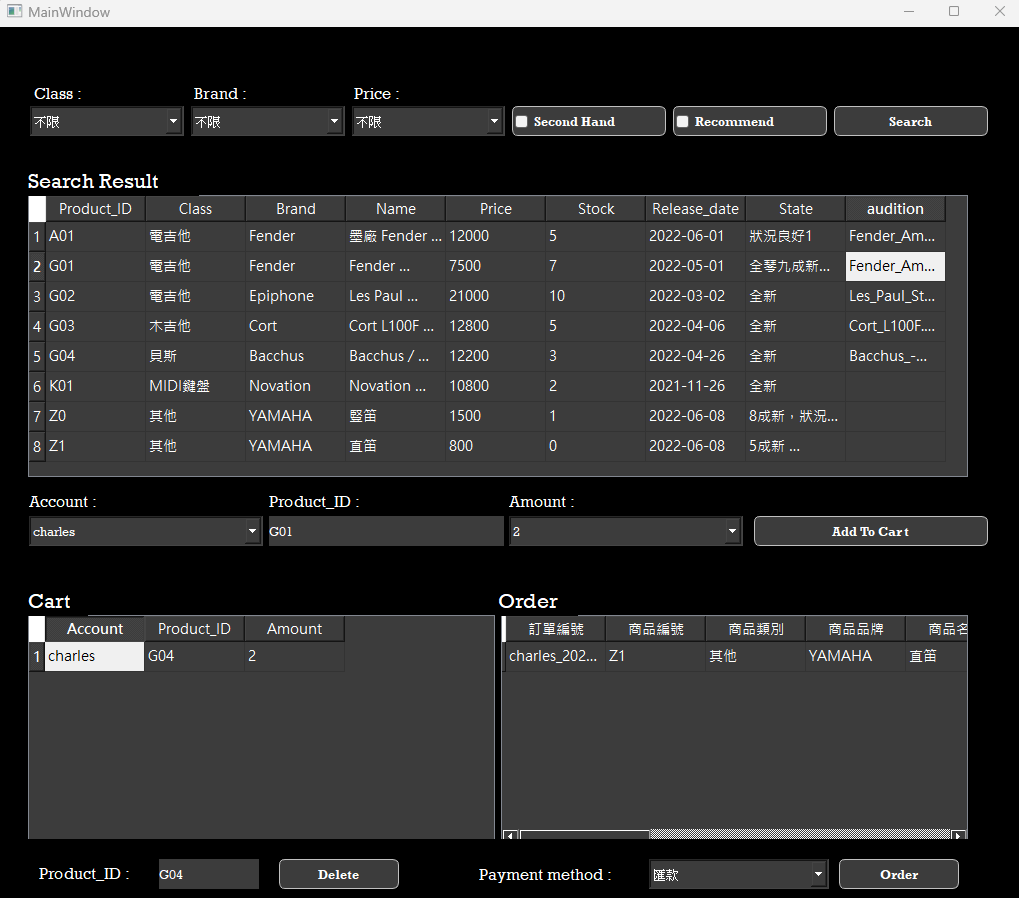 MainWindow
Class : Brand : Price :
不限 不限 不限 Second Hand Recommend Search
Search Result
Product_ID Class Brand Name Price Stock Release_date State audition
1 A01 電吉他 Fender 墨廠 Fender ... 12000 5 2022-06-01 狀況良好1 Fender_Am...
2 G01 電吉他 Fender Fender ... 7500 7 2022-05-01 全琴九成新... Fender_Am...
3 G02 電吉他 Epiphone Les Paul ... 21000 10 2022-03-02 全新 Les_Paul_St...
4 G03 木吉他 Cort Cort L100F ... 12800 5 2022-04-06 全新 Cort_L100F....
5 G04 貝斯 Bacchus Bacchus / ... 12200 3 2022-04-26 全新 Bacchus_-...
6 K01 MIDI鍵盤 Novation Novation ... 10800 2 2021-11-26 全新
7 Z0 其他 YAMAHA 豎笛 1500 1 2022-06-08 8成新，狀況...
8 Z1 其他 YAMAHA 直笛 800 0 2022-06-08 5成新 ...
Account : Product_ID : Amount :
charles G01 2 Add To Cart
Cart Order
Account Product_ID Amount 訂單編號 商品編號 商品類別 商品品牌 商品名
1 charles G04 2 charles_202... Z1 其他 YAMAHA 直笛
Product_ID : G04 Delete Payment method : 匯款 Order